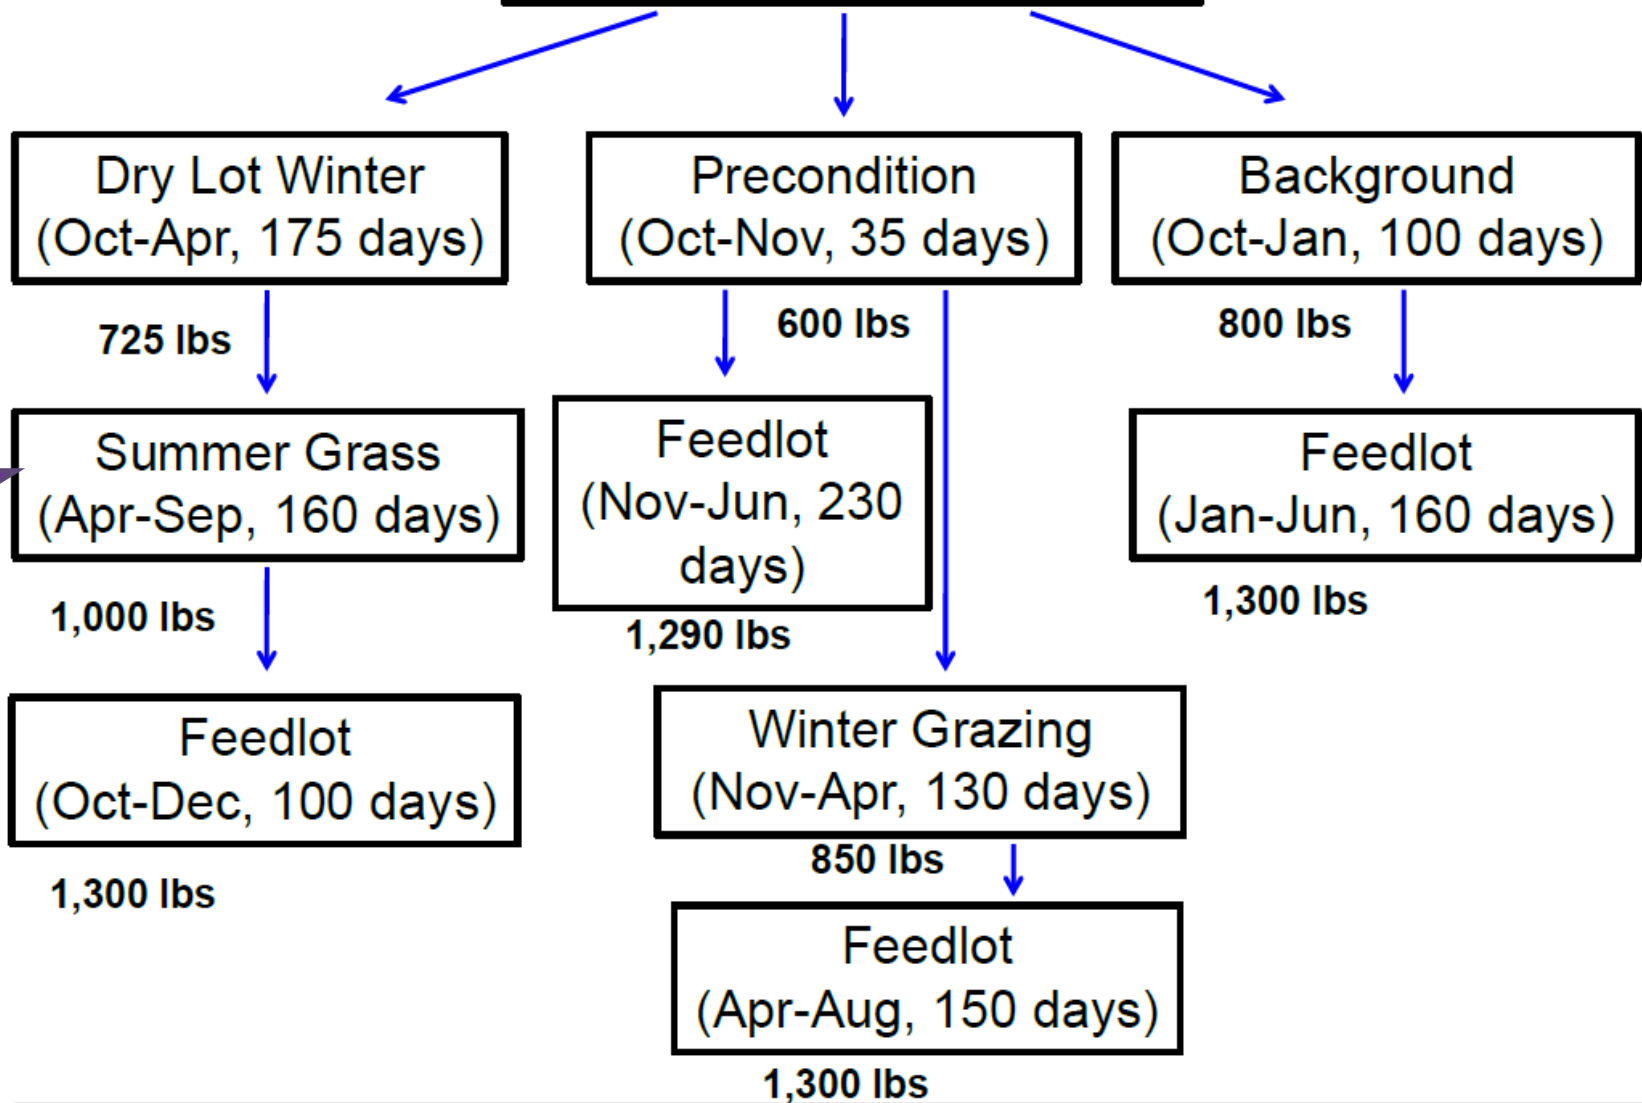 Dry Lot Winter
(Oct-Apr, 175 days)
Precondition
(Oct-Nov, 35 days)
Background
(Oct-Jan, 100 days)
725 lbs
600 lbs
800 lbs
Summer Grass
(Apr-Sep, 160 days)
Feedlot
(Nov-Jun, 230
days)
Feedlot
(Jan-Jun, 160 days)
1,000 lbs
1,290 lbs
1,300 lbs
Feedlot
(Oct-Dec, 100 days)
Winter Grazing
(Nov-Apr, 130 days)
1,300 lbs
850 lbs
Feedlot
(Apr-Aug, 150 days)
1,300 lbs